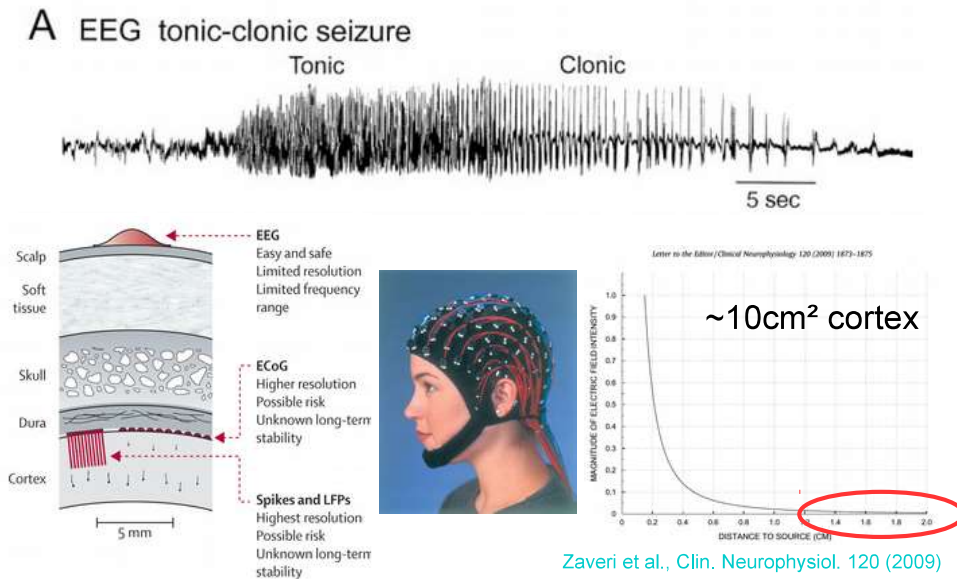 A EEG tonic-clonic seizure
Tonic Clonic
5 sec
Scalp
Soft
tissue
Skull
Dura
Cortex
5 mm
EEG
Easy and safe
Limited resolution
Limited frequency
range
ECoG
Higher resolution
Possible risk
Unknown long-term
stability
Spikes and LFPs
Highest resolution
Possible risk
Unknown long-term
stability
Letter to the Editor / Clinical Neurophysiology 120 (2009) 1873–1875
~10cm² cortex
MAGNITUDE OF ELECTRIC FIELD INTENSITY
1.0
0.9
0.8
0.7
0.6
0.5
0.4
0.3
0.2
0.1
0
0 0.2 0.4 0.6 0.8 1.0 1.2 1.4 1.6 1.8 2.0
DISTANCE TO SOURCE (CM)
Zaveri et al., Clin. Neurophysiol. 120 (2009)